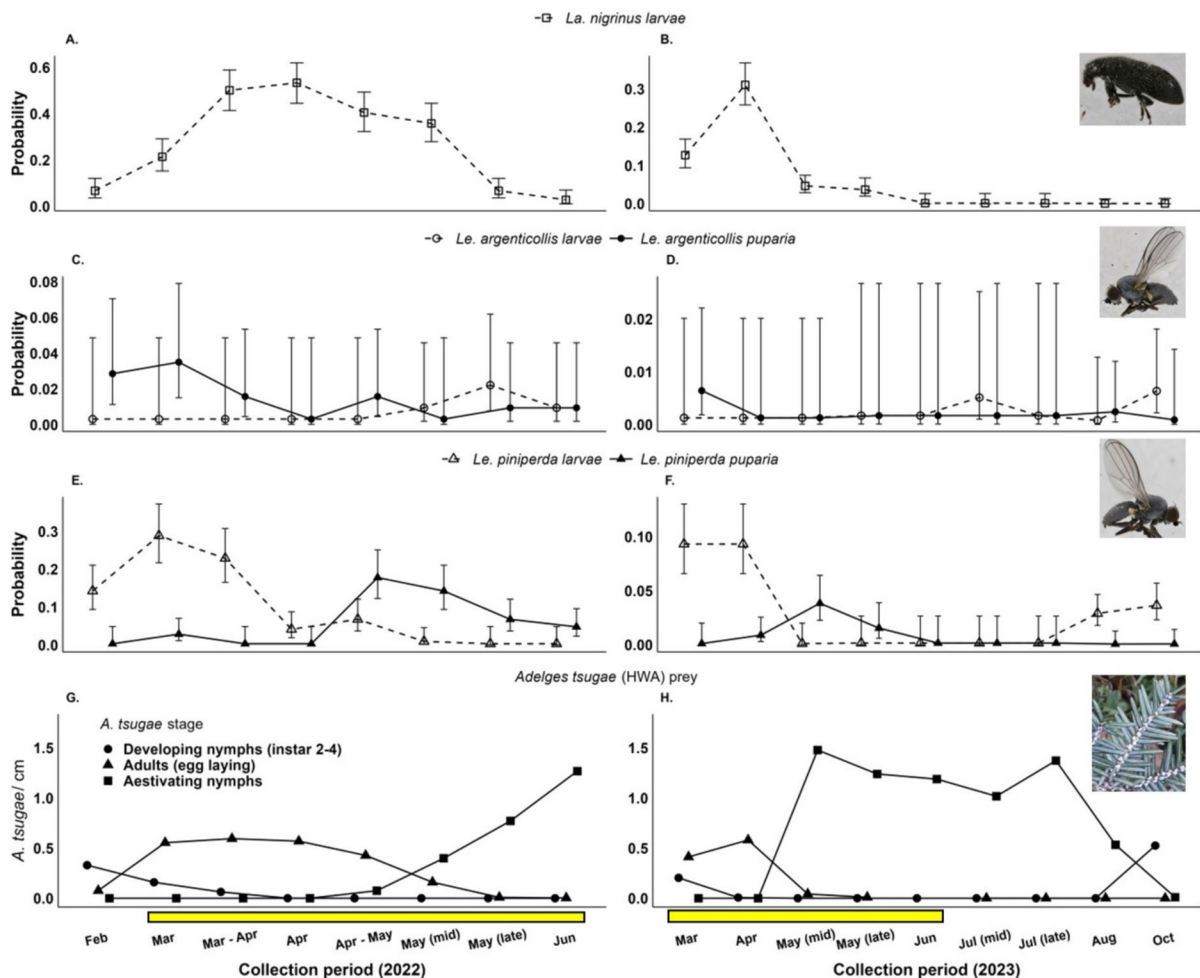 La. nigrinus larvae
A.
B.
Probability
0.6
0.4
0.2
0.0
0.3
0.2
0.1
0.0
Le. argenticollis larvae Le. argenticollis puparia
C.
D.
0.08
0.06
0.04
0.02
0.00
0.02
0.01
0.00
Le. piniperda larvae Le. piniperda puparia
E.
F.
Probability
0.3
0.2
0.1
0.0
0.10
0.05
0.00
Adelges tsugae (HWA) prey
G.
H.
A. tsugae/ cm
A. tsugae stage
Developing nymphs (instar 2-4)
Adults (egg laying)
Aestivating nymphs
1.5
1.0
0.5
0.0
1.5
1.0
0.5
0.0
Feb Mar Mar - Apr Apr Apr - May May (mid) May (late) Jun
Mar Apr May (mid) May (late) Jun Jul (mid) Jul (late) Aug Oct
Collection period (2022)
Collection period (2023)